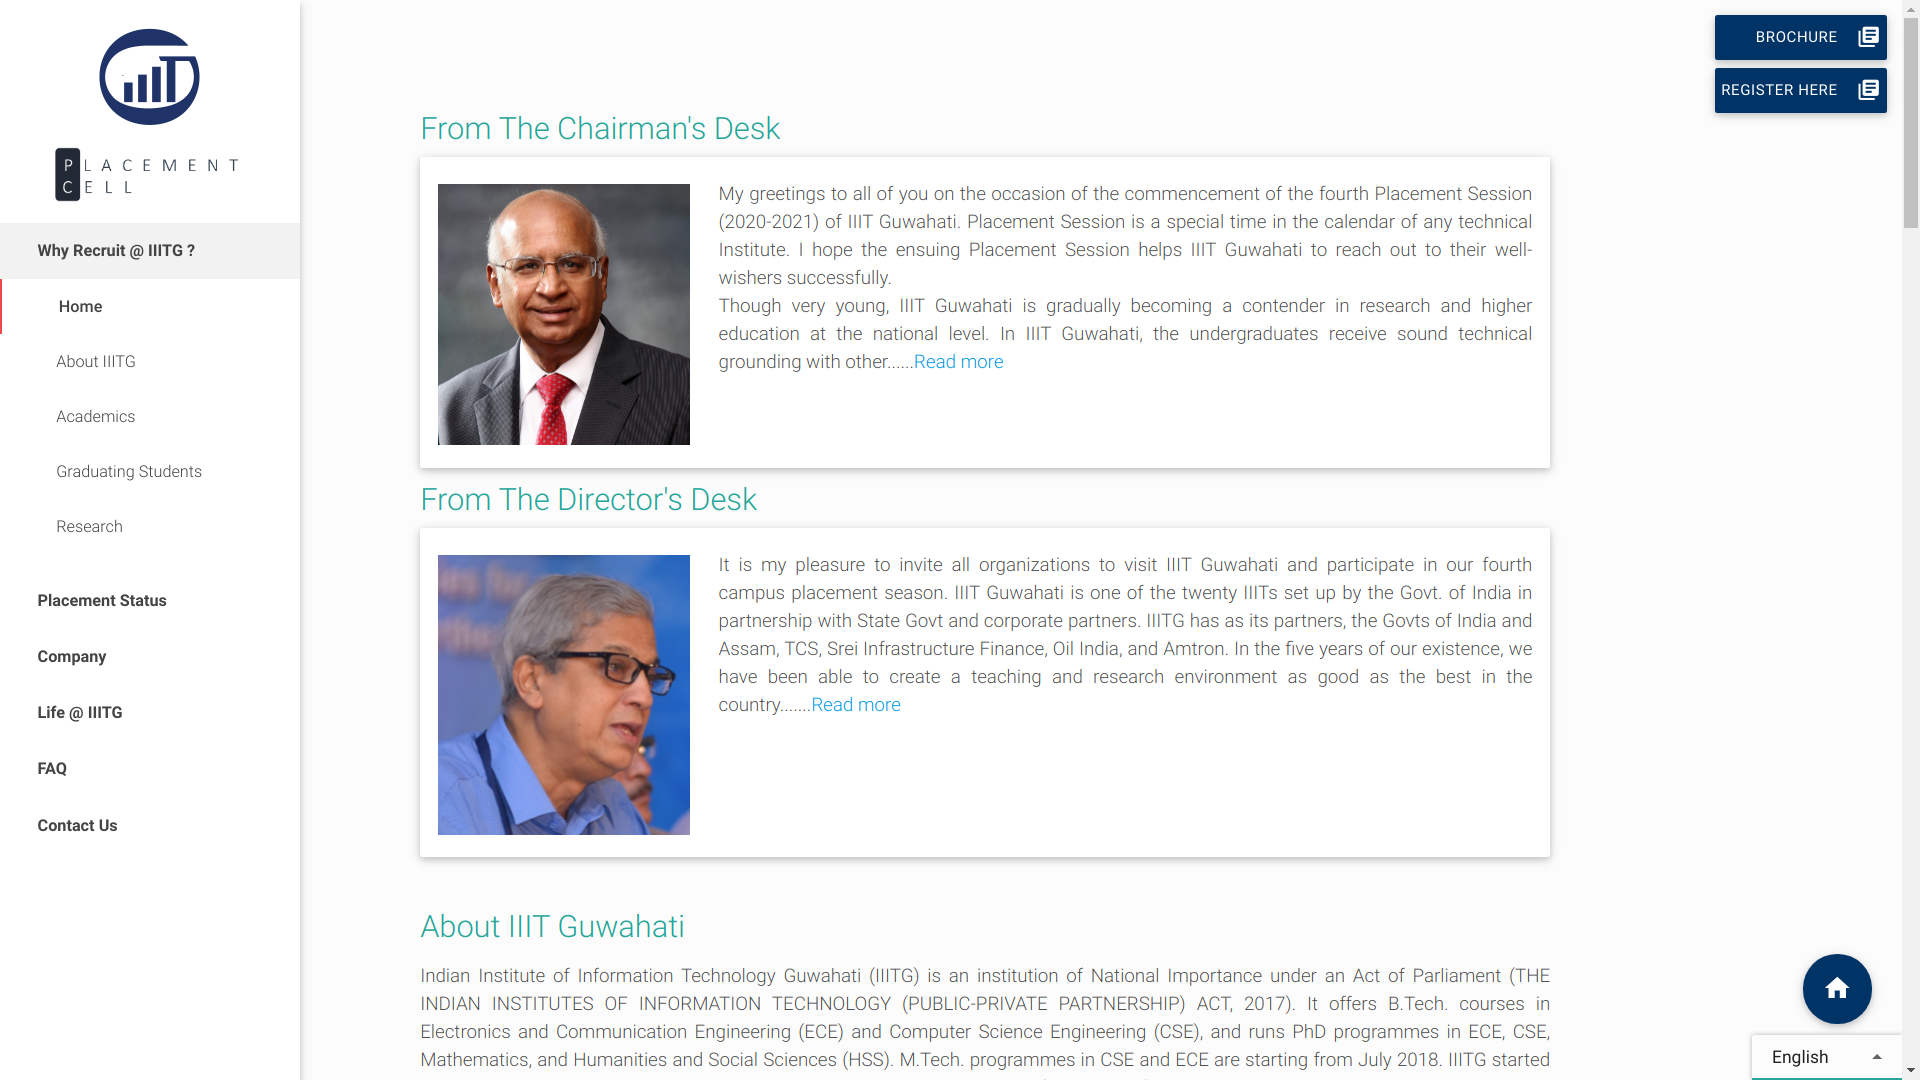 PLACEMENT
CELL
Why Recruit @ IIITG ?
Home
About IIITG
Academics
Graduating Students
Research
Placement Status
Company
Life @ IIITG
FAQ
Contact Us
BROCHURE
REGISTER HERE
From The Chairman's Desk
My greetings to all of you on the occasion of the commencement of the fourth Placement Session
(2020-2021) of IIIT Guwahati. Placement Session is a special time in the calendar of any technical
Institute. I hope the ensuing Placement Session helps IIIT Guwahati to reach out to their well-
wishers successfully.
Though very young, IIIT Guwahati is gradually becoming a contender in research and higher
education at the national level. In IIIT Guwahati, the undergraduates receive sound technical
grounding with other......Read more
From The Director's Desk
It is my pleasure to invite all organizations to visit IIIT Guwahati and participate in our fourth
campus placement season. IIIT Guwahati is one of the twenty IIITs set up by the Govt. of India in
partnership with State Govt and corporate partners. IIITG has as its partners, the Govts of India and
Assam, TCS, Srei Infrastructure Finance, Oil India, and Amtron. In the five years of our existence, we
have been able to create a teaching and research environment as good as the best in the
country.......Read more
About IIIT Guwahati
Indian Institute of Information Technology Guwahati (IIITG) is an institution of National Importance under an Act of Parliament (THE
INDIAN INSTITUTES OF INFORMATION TECHNOLOGY (PUBLIC-PRIVATE PARTNERSHIP) ACT, 2017). It offers B.Tech. courses in
Electronics and Communication Engineering (ECE) and Computer Science Engineering (CSE), and runs PhD programmes in ECE, CSE,
Mathematics, and Humanities and Social Sciences (HSS). M.Tech. programmes in CSE and ECE are starting from July 2018. IIITG started
English